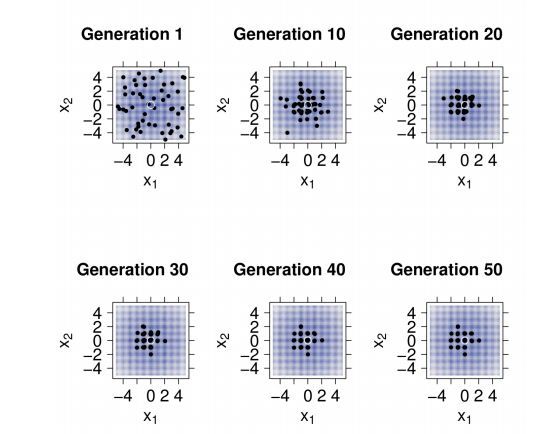 Generation 1
Generation 10
Generation 20
x2
4
2
0
−2
−4
−4 0 2 4
x1
x2
4
2
0
−2
−4
−4 0 2 4
x1
x2
4
2
0
−2
−4
−4 0 2 4
x1
Generation 30
Generation 40
Generation 50
x2
4
2
0
−2
−4
−4 0 2 4
x1
x2
4
2
0
−2
−4
−4 0 2 4
x1
x2
4
2
0
−2
−4
−4 0 2 4
x1